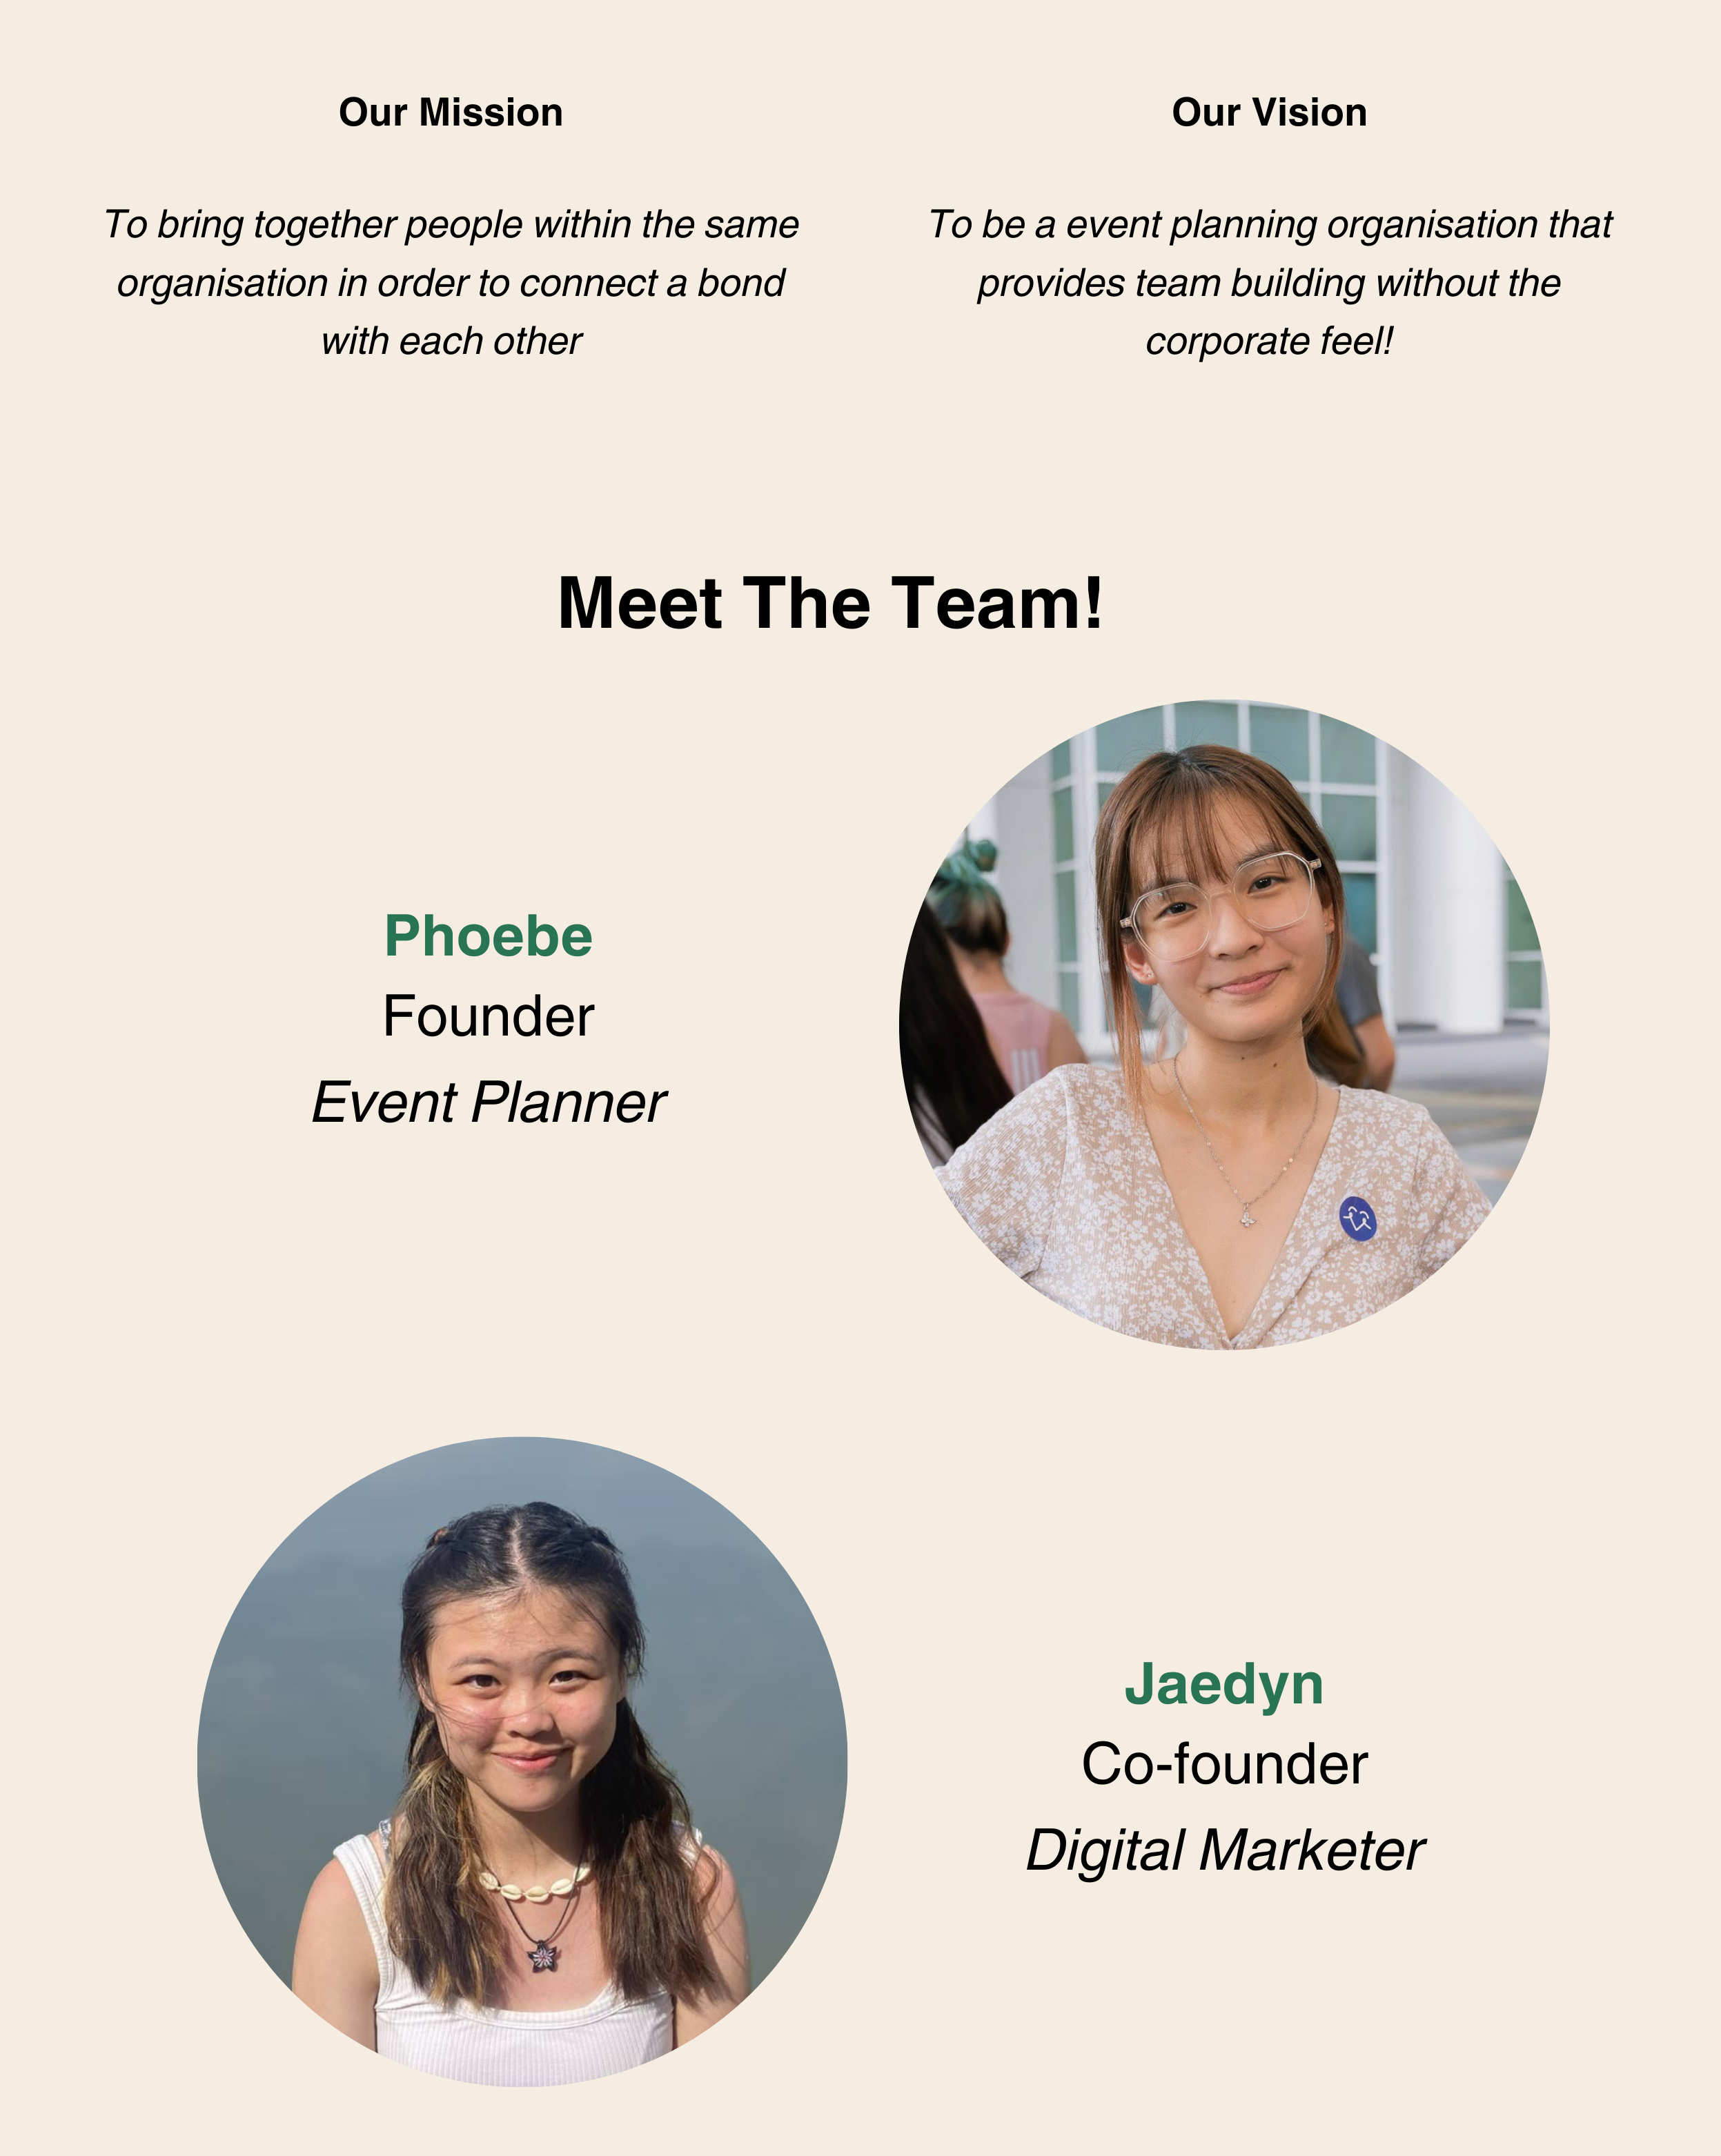 Our Mission
To bring together people within the same
organisation in order to connect a bond
with each other
Our Vision
To be a event planning organisation that
provides team building without the
corporate feel!
Meet The Team!
Phoebe
Founder
Event Planner
Jaedyn
Co-founder
Digital Marketer